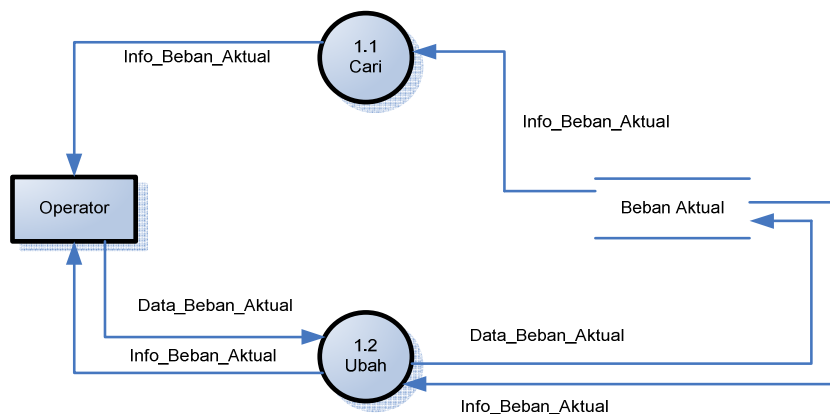 1.1
Cari
Info_Beban_Aktual
Info_Beban_Aktual
Operator
Beban Aktual
Data_Beban_Aktual
1.2
Ubah
Data_Beban_Aktual
Info_Beban_Aktual
Info_Beban_Aktual